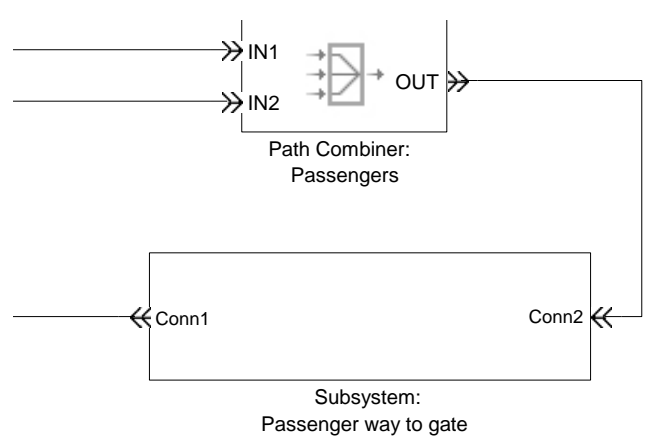 IN1
OUT
IN2
Path Combiner:
Passengers
Conn1
Conn2
Subsystem:
Passenger way to gate